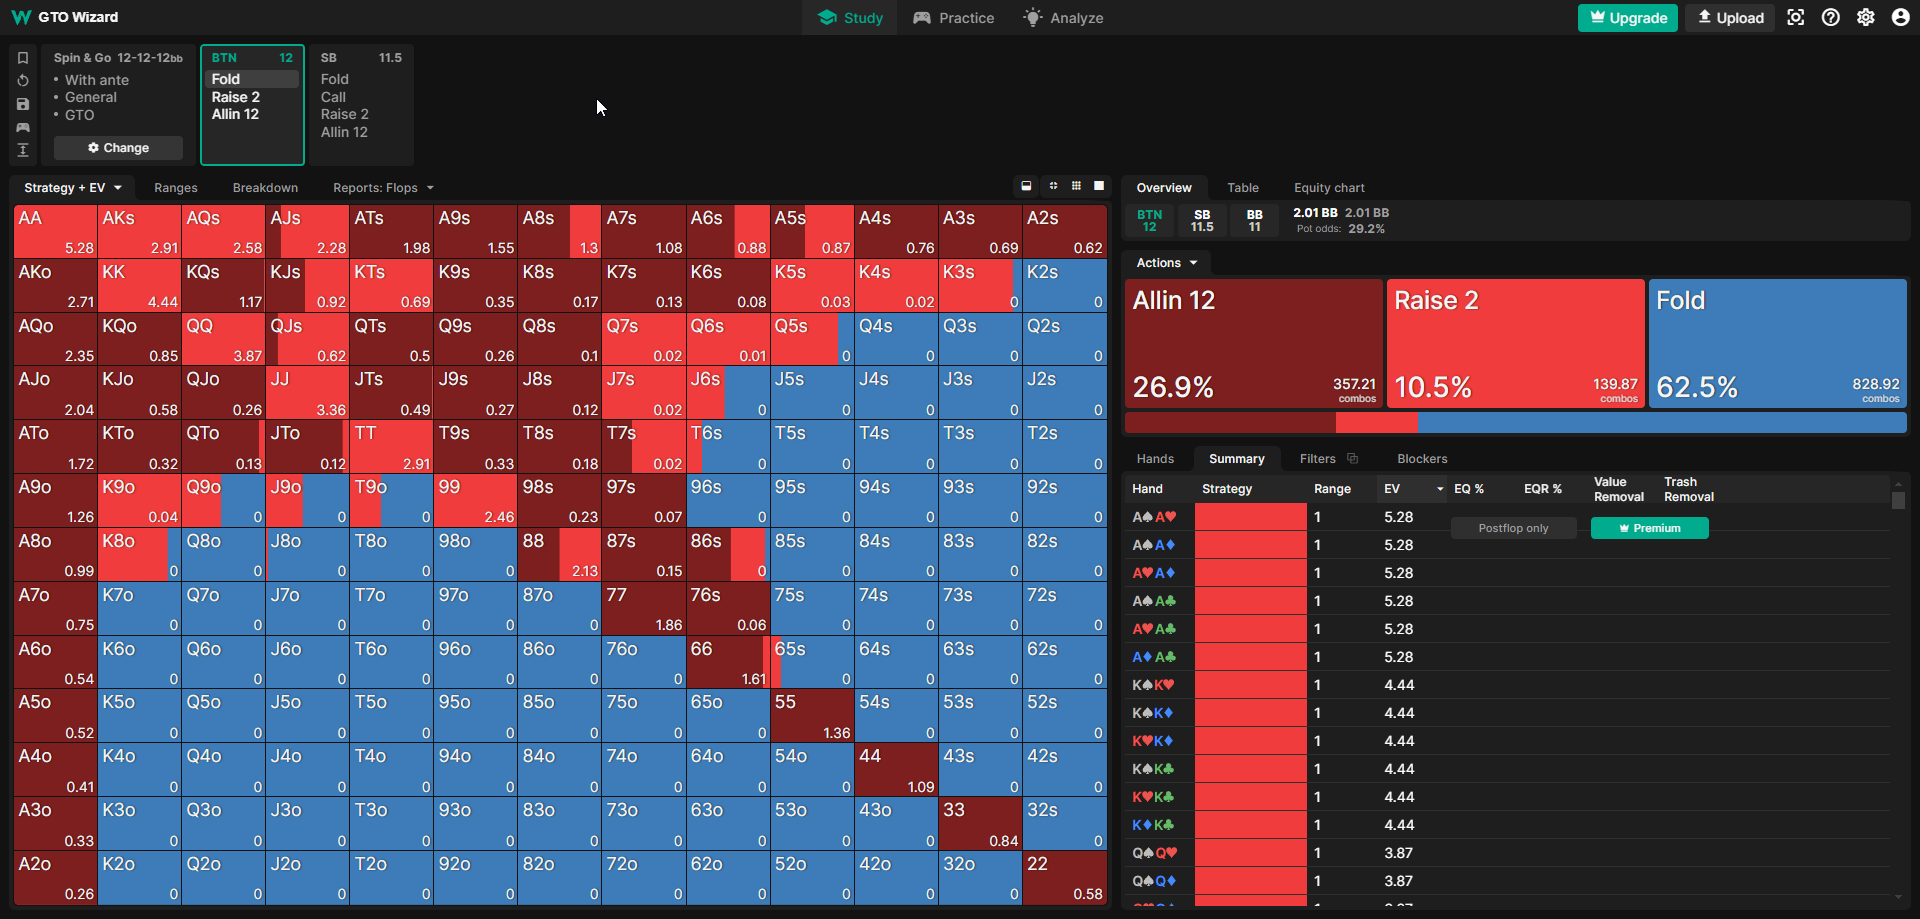 GTO Wizard
Study
Practice
Analyze
Upgrade
Upload
Spin & Go 12-12-12bb
• With ante
• General
• GTO
Change
BTN 12
Fold
Raise 2
Allin 12
SB 11.5
Fold
Call
Raise 2
Allin 12
Strategy + EV
Ranges
Breakdown
Reports: Flops
AA AKs AQs AJs ATs A9s A8s A7s A6s A5s A4s A3s A2s
5.28 2.91 2.58 2.28 1.98 1.55 1.3 1.08 0.88 0.87 0.76 0.69 0.62
AKo KK KQs KJs KTs K9s K8s K7s K6s K5s K4s K3s K2s
2.71 4.44 1.17 0.92 0.69 0.35 0.17 0.13 0.08 0.03 0.02 0 0
AQo KQo QQ QJs QTs Q9s Q8s Q7s Q6s Q5s Q4s Q3s Q2s
2.35 0.85 3.87 0.62 0.5 0.26 0.1 0.02 0.01 0 0 0 0
AJo KJo QJo JJ JTs J9s J8s J7s J6s J5s J4s J3s J2s
2.04 0.58 0.26 3.36 0.49 0.27 0.12 0.02 0 0 0 0 0
ATo KTo QTo JTo TT T9s T8s T7s T6s T5s T4s T3s T2s
1.72 0.32 0.13 0.12 2.91 0.33 0.18 0.02 0 0 0 0 0
A9o K9o Q9o J9o T9o 99 98s 97s 96s 95s 94s 93s 92s
1.26 0.04 0 0 0 2.46 0.23 0.07 0 0 0 0 0
A8o K8o Q8o J8o T8o 98o 88 87s 86s 85s 84s 83s 82s
0.99 0 0 0 0 0 2.13 0.15 0 0 0 0 0
A7o K7o Q7o J7o T7o 97o 87o 77 76s 75s 74s 73s 72s
0.75 0 0 0 0 0 0 1.86 0.06 0 0 0 0
A6o K6o Q6o J6o T6o 96o 86o 76o 66 65s 64s 63s 62s
0.54 0 0 0 0 0 0 0 1.61 0 0 0 0
A5o K5o Q5o J5o T5o 95o 85o 75o 65o 55 54s 53s 52s
0.52 0 0 0 0 0 0 0 0 1.36 0 0 0
A4o K4o Q4o J4o T4o 94o 84o 74o 64o 54o 44 43s 42s
0.41 0 0 0 0 0 0 0 0 0 1.09 0 0
A3o K3o Q3o J3o T3o 93o 83o 73o 63o 53o 43o 33 32s
0.33 0 0 0 0 0 0 0 0 0 0 0.84 0
A2o K2o Q2o J2o T2o 92o 82o 72o 62o 52o 42o 32o 22
0.26 0 0 0 0 0 0 0 0 0 0 0 0.58
Overview
Table
Equity chart
BTN 12
SB 11.5
BB 11
2.01 BB 2.01 BB
Pot odds: 29.2%
Actions
Allin 12
26.9%
357.21 combos
Raise 2
10.5%
139.87 combos
Fold
62.5%
828.92 combos
Hands
Summary
Filters
Blockers
Hand Strategy Range EV EQ % EQR % Value Removal Trash Removal
Postflop only
Premium
A♠A♥ 1 5.28
A♠A♦ 1 5.28
A♥A♦ 1 5.28
A♠A♣ 1 5.28
A♥A♣ 1 5.28
A♦A♣ 1 5.28
K♠K♥ 1 4.44
K♠K♦ 1 4.44
K♥K♦ 1 4.44
K♠K♣ 1 4.44
K♥K♣ 1 4.44
K♦K♣ 1 4.44
Q♠Q♥ 1 3.87
Q♠Q♦ 1 3.87